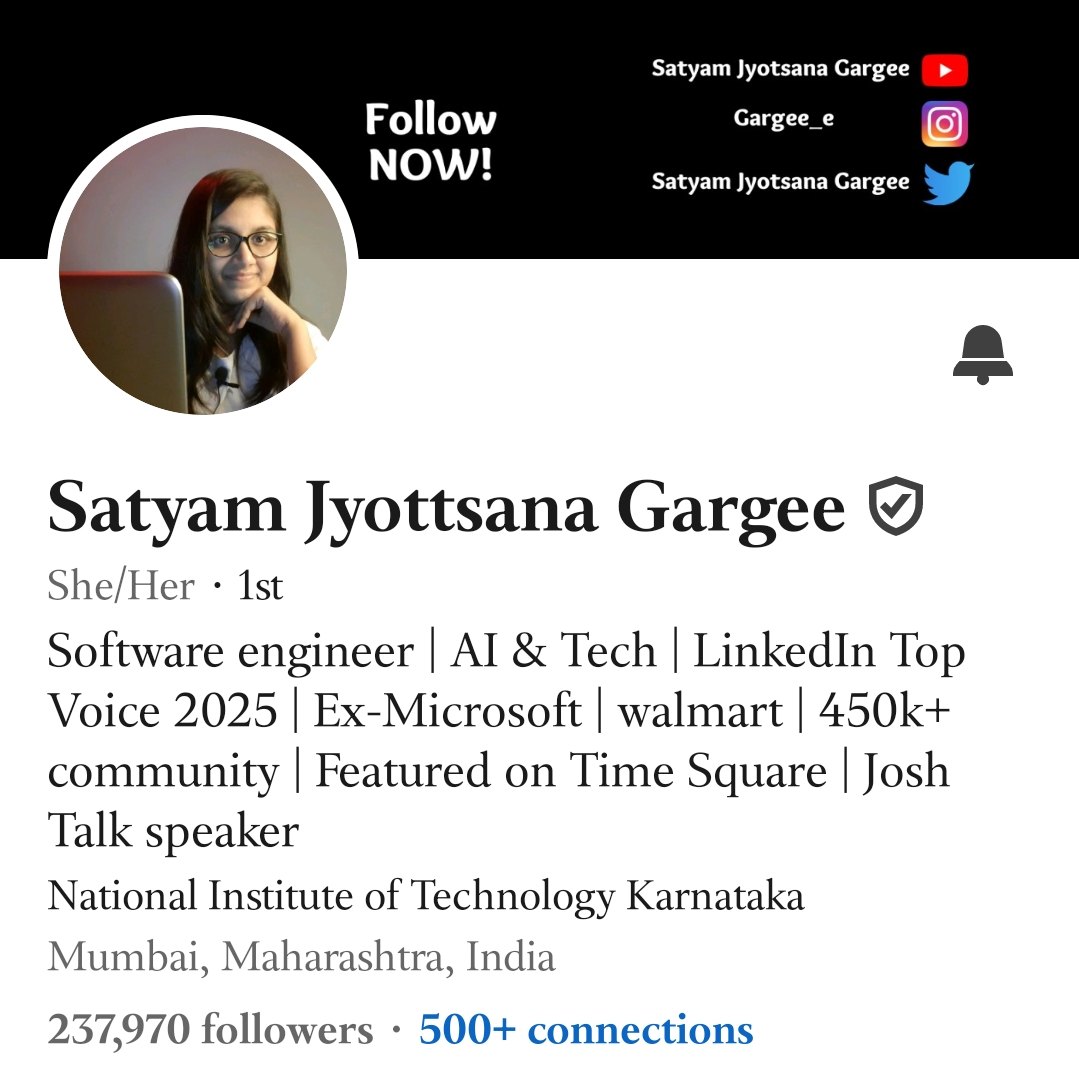 Satyam Jyotsana Gargee
Follow
NOW!
Gargee_e
Satyam Jyotsana Gargee
Satyam Jyottsana Gargee
She/Her · 1st
Software engineer | AI & Tech | LinkedIn Top
Voice 2025 | Ex-Microsoft | walmart | 450k+
community | Featured on Time Square | Josh
Talk speaker
National Institute of Technology Karnataka
Mumbai, Maharashtra, India
237,970 followers · 500+ connections